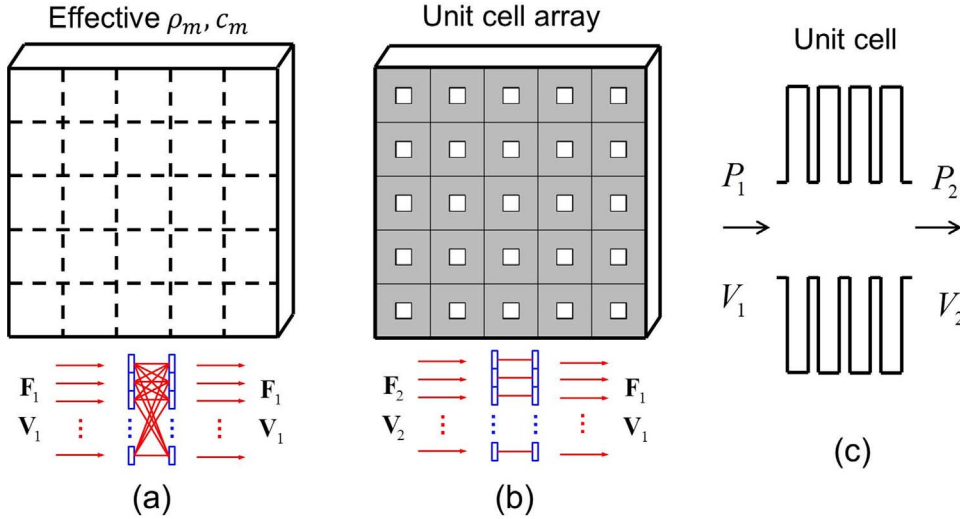 Effective ρₘ, cₘ
F₁ F₁
V₁ V₁
(a)
Unit cell array
F₂ F₁
V₂ V₁
(b)
Unit cell
P₁ P₂
V₁ V₂
(c)